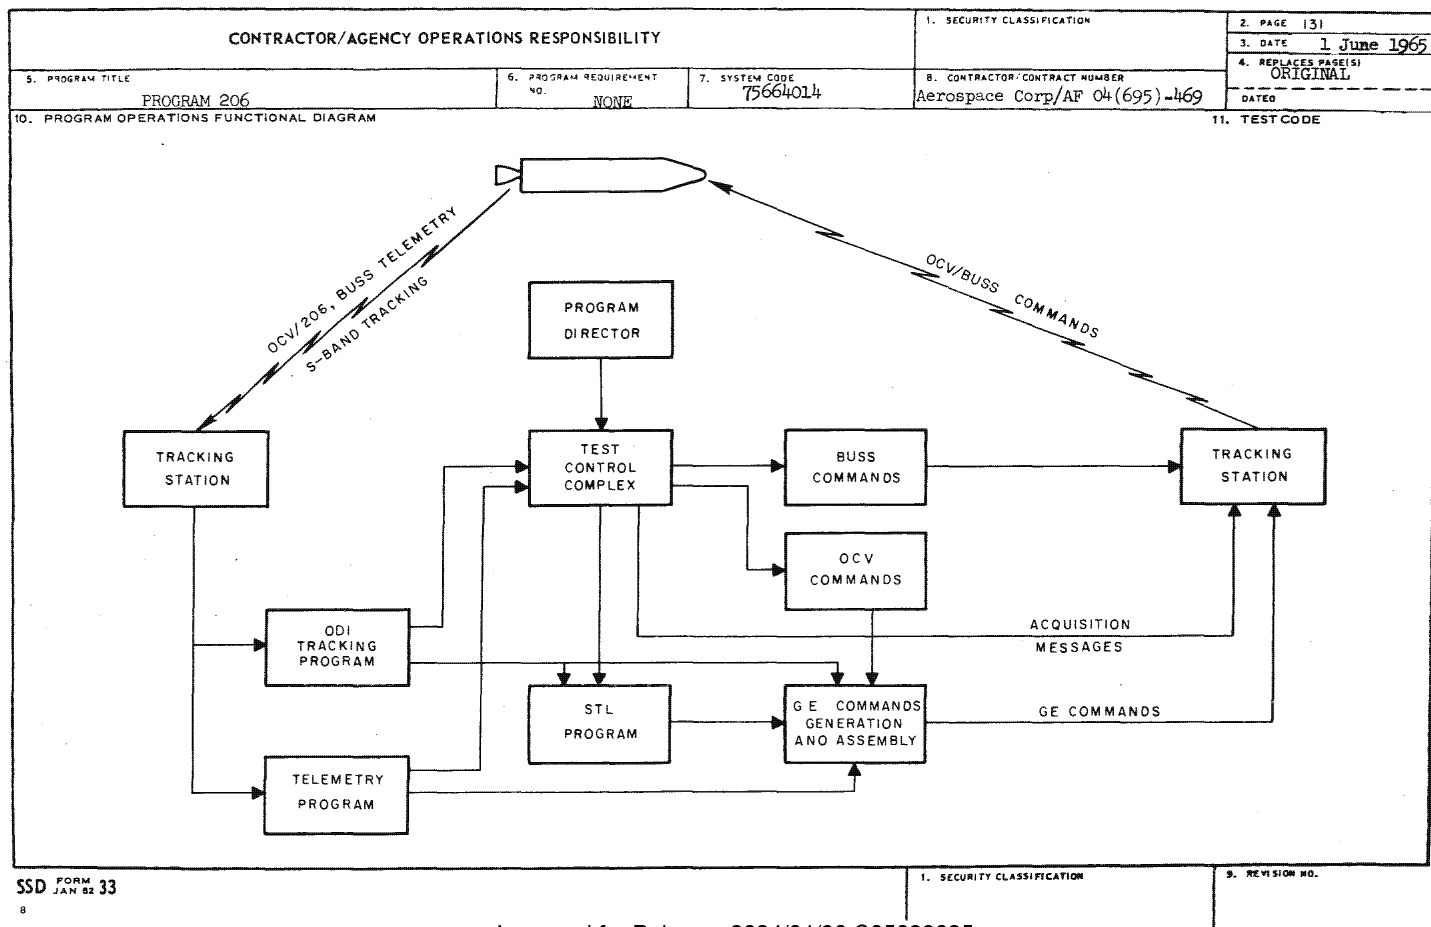 CONTRACTOR/AGENCY OPERATIONS RESPONSIBILITY
1. SECURITY CLASSIFICATION
2. PAGE 131
3. DATE 1 June 1965
4. REPLACES PAGE(S)
ORIGINAL
DATED
5. PROGRAM TITLE
PROGRAM 206
6. PROGRAM REQUIREMENT
NO.
NONE
7. SYSTEM CODE
75664014
8. CONTRACTOR/CONTRACT NUMBER
Aerospace Corp/AF 04(695)-469
10. PROGRAM OPERATIONS FUNCTIONAL DIAGRAM
11. TEST CODE
OCV/206, BUSS TELEMETRY
S-BAND TRACKING
OCV/BUSS COMMANDS
PROGRAM
DIRECTOR
TRACKING
STATION
TEST
CONTROL
COMPLEX
BUSS
COMMANDS
TRACKING
STATION
OCV
COMMANDS
ODI
TRACKING
PROGRAM
ACQUISITION
MESSAGES
STL
PROGRAM
GE COMMANDS
GENERATION
AND ASSEMBLY
GE COMMANDS
TELEMETRY
PROGRAM
SSD FORM JAN 62 33
8
1. SECURITY CLASSIFICATION
9. REVISION NO.